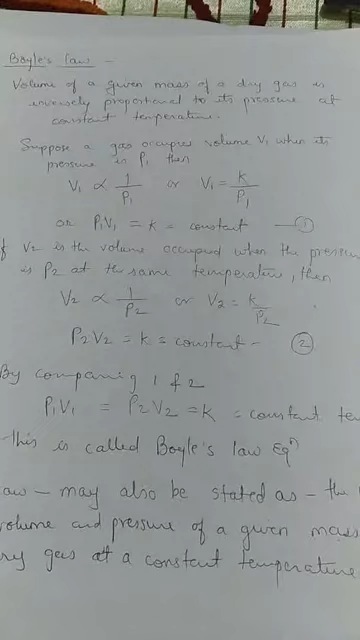 Boyle's law -
Volume of a given mass of a dry gas is
inversely proportional to its pressure at
constant temperature.
Suppose a gas occupies volume V1 when its
pressure is P1 then
V1 ∝ 1/P1 or V1 = K/P1
or P1V1 = K = constant — ①
f V2 is the volume occupied when the pressur
is P2 at the same temperature, then
V2 ∝ 1/P2 or V2 = K/P2
P2V2 = K = constant - ②
By comparing 1 & 2
P1V1 = P2V2 = K = constant te
This is called Boyle's law Eqn
aw - may also be stated as - the
volume and pressure of a given mass
ry gas at a constant temperature